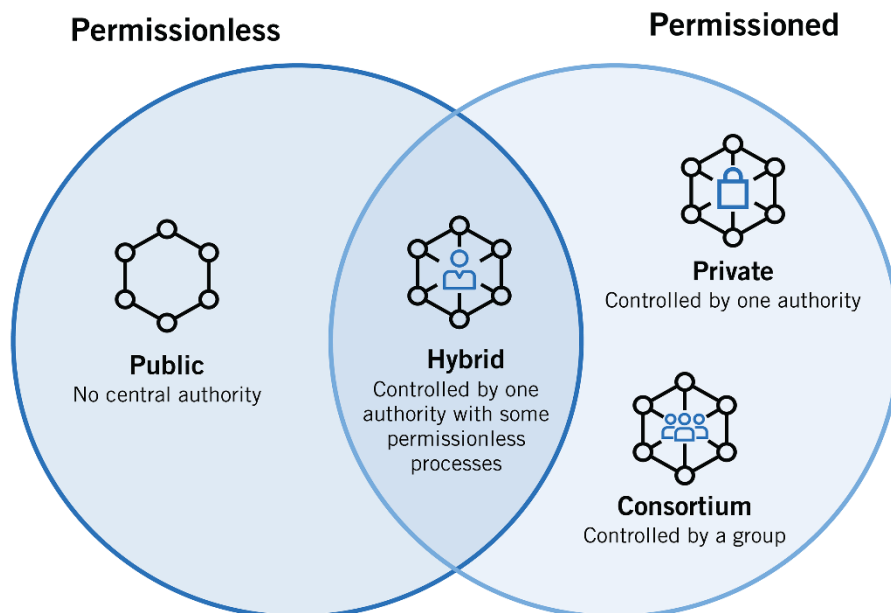 Permissionless
Permissioned
Public
No central authority
Hybrid
Controlled by one
authority with some
permissionless
processes
Private
Controlled by one authority
Consortium
Controlled by a group